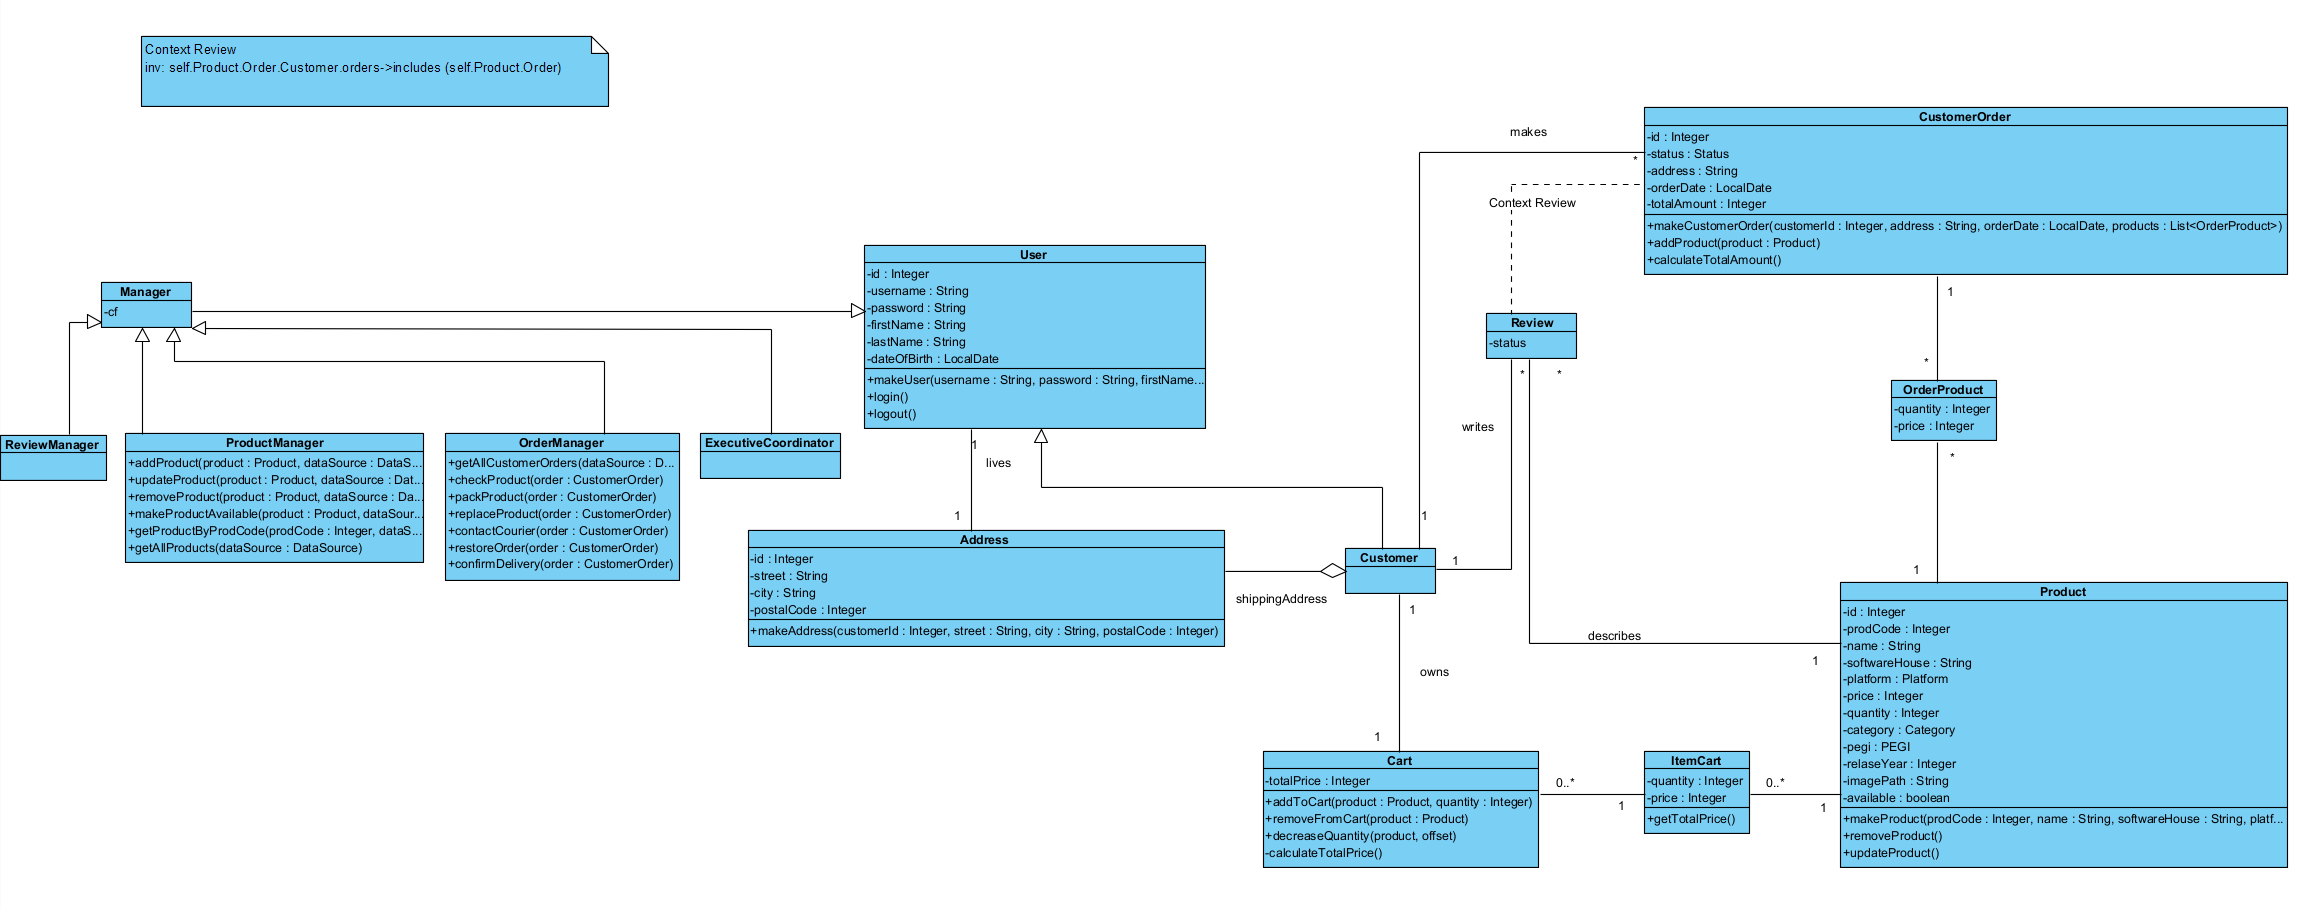 Context Review
inv: self.Product.Order.Customer.orders->includes (self.Product.Order)
CustomerOrder
-id : Integer
-status : Status
-address : String
-orderDate : LocalDate
-totalAmount : Integer
+makeCustomerOrder(customerId : Integer, address : String, orderDate : LocalDate, products : List<OrderProduct>)
+addProduct(product : Product)
+calculateTotalAmount()
makes
*
Context Review
1
*
User
-id : Integer
-username : String
-password : String
-firstName : String
-lastName : String
-dateOfBirth : LocalDate
+makeUser(username : String, password : String, firstName...
+login()
+logout()
Manager
-cf
Review
-status
* *
OrderProduct
-quantity : Integer
-price : Integer
*
1
ReviewManager
ProductManager
+addProduct(product : Product, dataSource : DataS...
+updateProduct(product : Product, dataSource : Dat...
+removeProduct(product : Product, dataSource : Da...
+makeProductAvailable(product : Product, dataSour...
+getProductByProdCode(prodCode : Integer, dataS...
+getAllProducts(dataSource : DataSource)
OrderManager
+getAllCustomerOrders(dataSource : D...
+checkProduct(order : CustomerOrder)
+packProduct(order : CustomerOrder)
+replaceProduct(order : CustomerOrder)
+contactCourier(order : CustomerOrder)
+restoreOrder(order : CustomerOrder)
+confirmDelivery(order : CustomerOrder)
ExecutiveCoordinator
1
lives
1
writes
1
1
Address
-id : Integer
-street : String
-city : String
-postalCode : Integer
+makeAddress(customerId : Integer, street : String, city : String, postalCode : Integer)
shippingAddress
Customer
1
owns
1
describes
1
Product
-id : Integer
-prodCode : Integer
-name : String
-softwareHouse : String
-platform : Platform
-price : Integer
-quantity : Integer
-category : Category
-pegi : PEGI
-relaseYear : Integer
-imagePath : String
-available : boolean
+makeProduct(prodCode : Integer, name : String, softwareHouse : String, platf...
+removeProduct()
+updateProduct()
Cart
-totalPrice : Integer
+addToCart(product : Product, quantity : Integer)
+removeFromCart(product : Product)
+decreaseQuantity(product, offset)
-calculateTotalPrice()
0..*
1
ItemCart
-quantity : Integer
-price : Integer
+getTotalPrice()
0..*
1